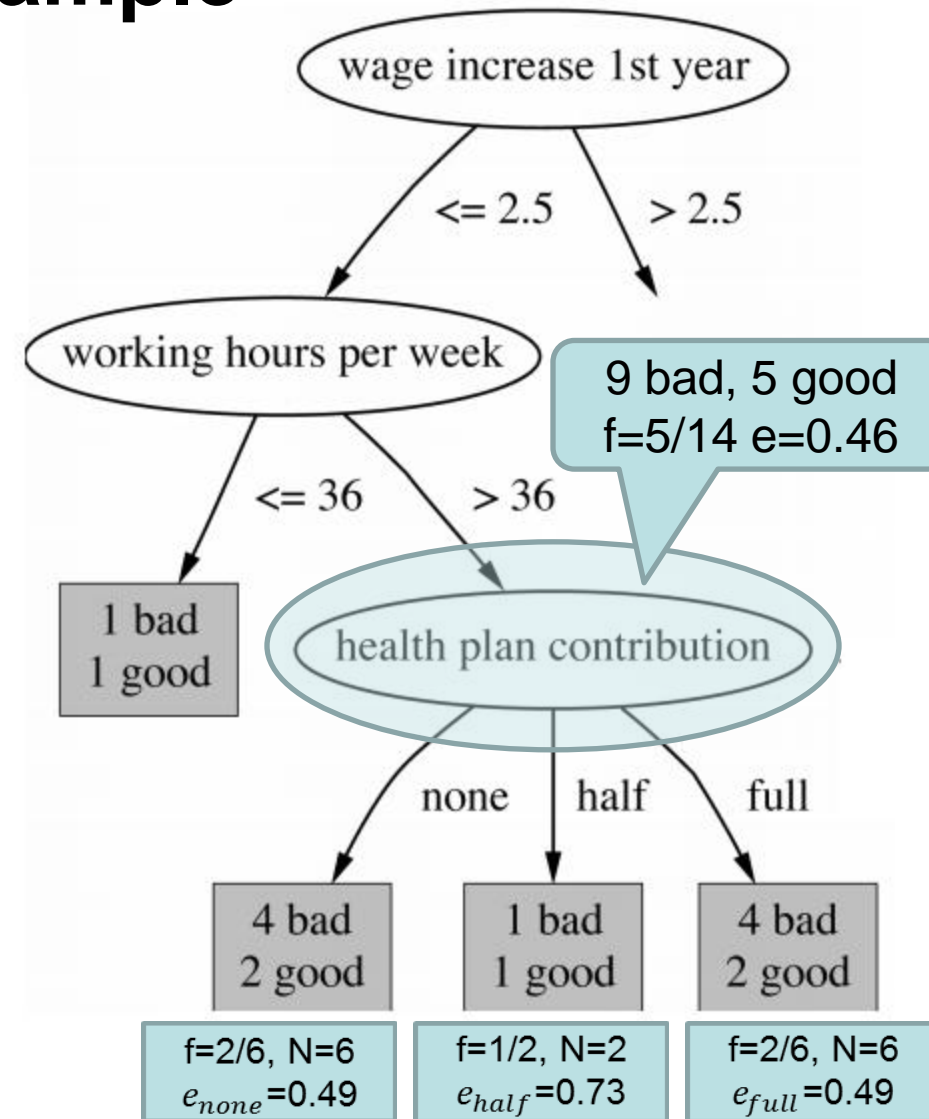 wage increase 1st year
<= 2.5
> 2.5
working hours per week
9 bad, 5 good
f=5/14 e=0.46
<= 36
> 36
1 bad
1 good
health plan contribution
none
half
full
4 bad
2 good
1 bad
1 good
4 bad
2 good
f=2/6, N=6
e_none=0.49
f=1/2, N=2
e_half=0.73
f=2/6, N=6
e_full=0.49